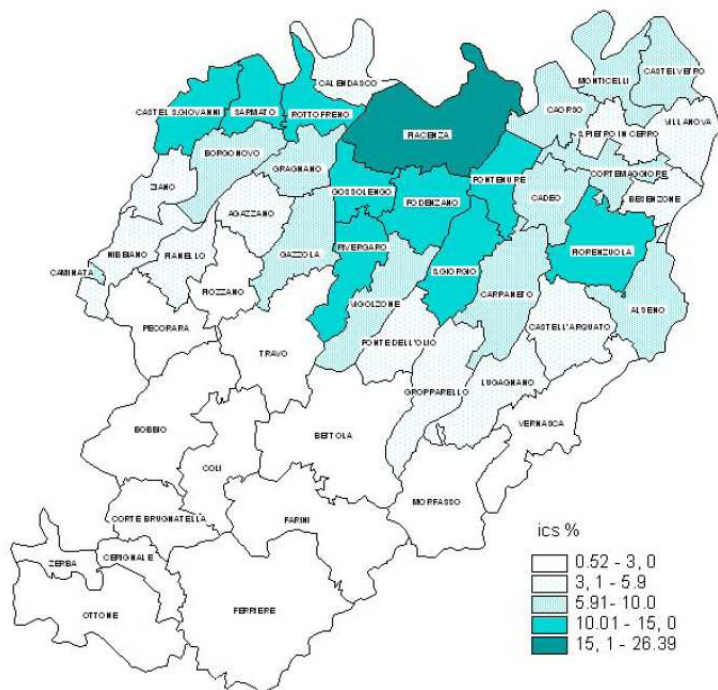 CALENDASCO
MONTICELLI
CASTELVETRO
CASTEL S.GIOVANNI
SARMATO
ROTTOFRENO
CAORSO
VILLANOVA
PIACENZA
S.PIETRO IN CERRO
BORGONOVO
GRAGNANO
CORTEMAGGIORE
ZIANO
GOSSOLENGO
PODENZANO
PONTENURE
CADEO
BESENZONE
AGAZZANO
NIBBIANO
PIANELLO
GAZZOLA
RIVERGARO
S.GIORGIO
FIORENZUOLA
CAMINATA
PIOZZANO
VIGOLZONE
CARPANETO
ALSENO
PECORARA
CASTELL'ARQUATO
TRAVO
PONTE DELL'OLIO
GROPPARELLO
LUGAGNANO
VERNASCA
BOBBIO
BETTOLA
COLI
MORFASSO
CORTE BRUGNATELLA
FARINI
ZERBA
CERIGNALE
OTTONE
FERRIERE
ics %
0.52 - 3, 0
3, 1 - 5.9
5.91- 10.0
10.01 - 15, 0
15, 1 - 26.39